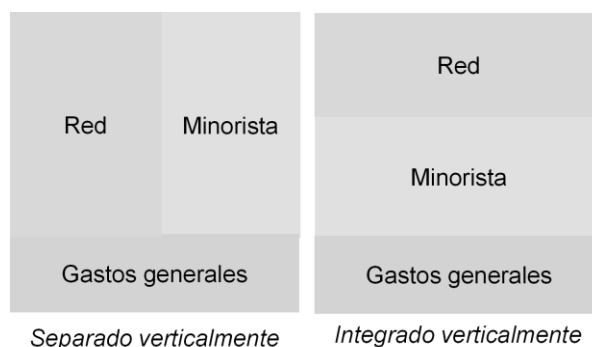 Red
Minorista
Gastos generales
Separado verticalmente
Red
Minorista
Gastos generales
Integrado verticalmente